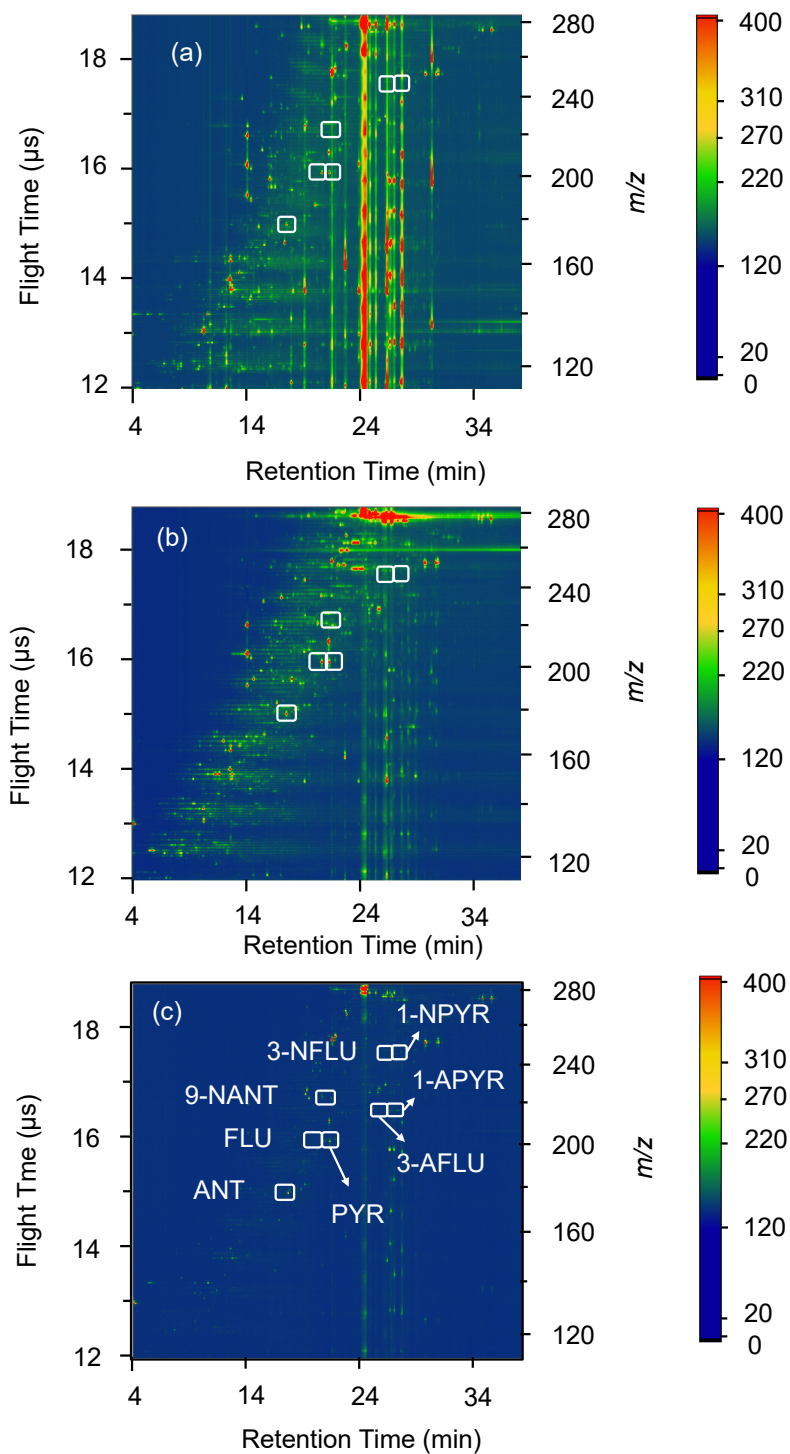 (a)
18
16
14
12
Flight Time (μs)
280
240
200
160
120
m/z
4 14 24 34
Retention Time (min)
400
310
270
220
120
20
0
(b)
18
16
14
12
Flight Time (μs)
280
240
200
160
120
m/z
4 14 24 34
Retention Time (min)
400
310
270
220
120
20
0
(c)
18
16
14
12
Flight Tme (μs)
1-NPYR
3-NFLU
1-APYR
9-NANT
FLU
3-AFLU
ANT
PYR
280
240
200
160
120
m/z
4 14 24 34
Retention Time (min)
400
310
270
220
120
20
0